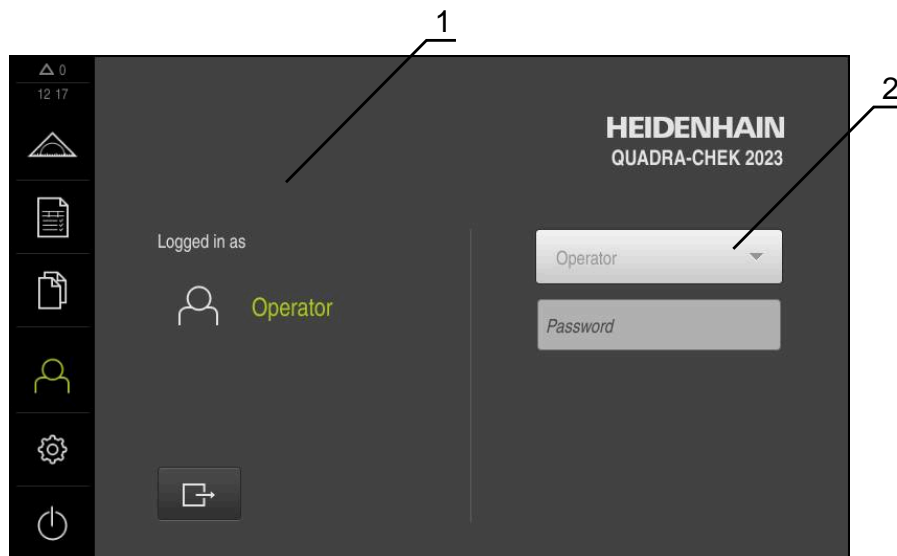 1
△ 0
12 17
2
HEIDENHAIN
QUADRA-CHEK 2023
Logged in as
Operator
Operator
Password